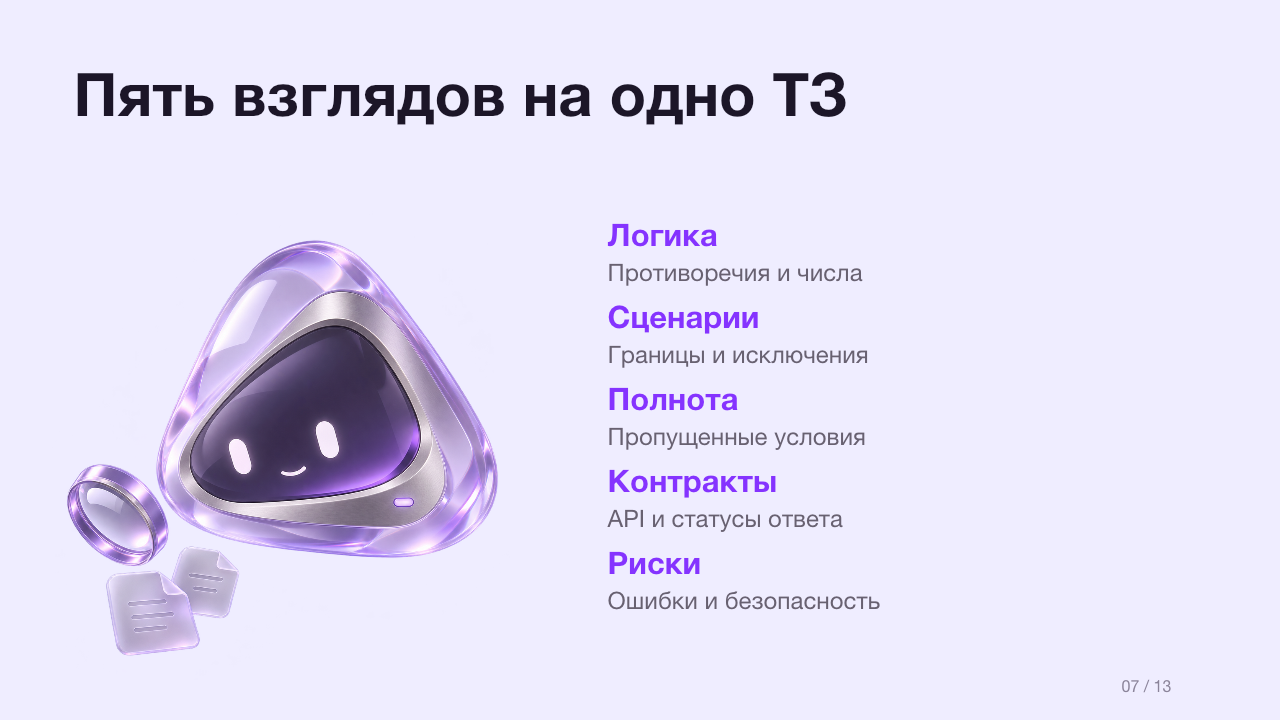 Пять взглядов на одно ТЗ
Логика
Противоречия и числа
Сценарии
Границы и исключения
Полнота
Пропущенные условия
Контракты
API и статусы ответа
Риски
Ошибки и безопасность
07 / 13